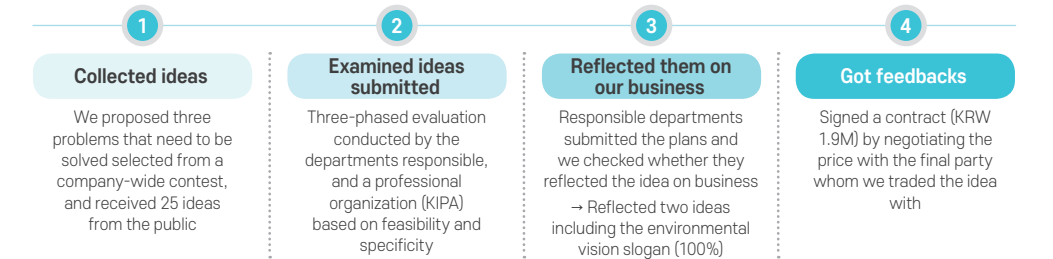 1
Collected ideas
We proposed three
problems that need to be
solved selected from a
company-wide contest,
and received 25 ideas
from the public
2
Examined ideas
submitted
Three-phased evaluation
conducted by the
departments responsible,
and a professional
organization (KIPA)
based on feasibility and
specificity
3
Reflected them on
our business
Responsible departments
submitted the plans and
we checked whether they
reflected the idea on business
→ Reflected two ideas
including the environmental
vision slogan (100%)
4
Got feedbacks
Signed a contract (KRW
1.9M) by negotiating the
price with the final party
whom we traded the idea
with